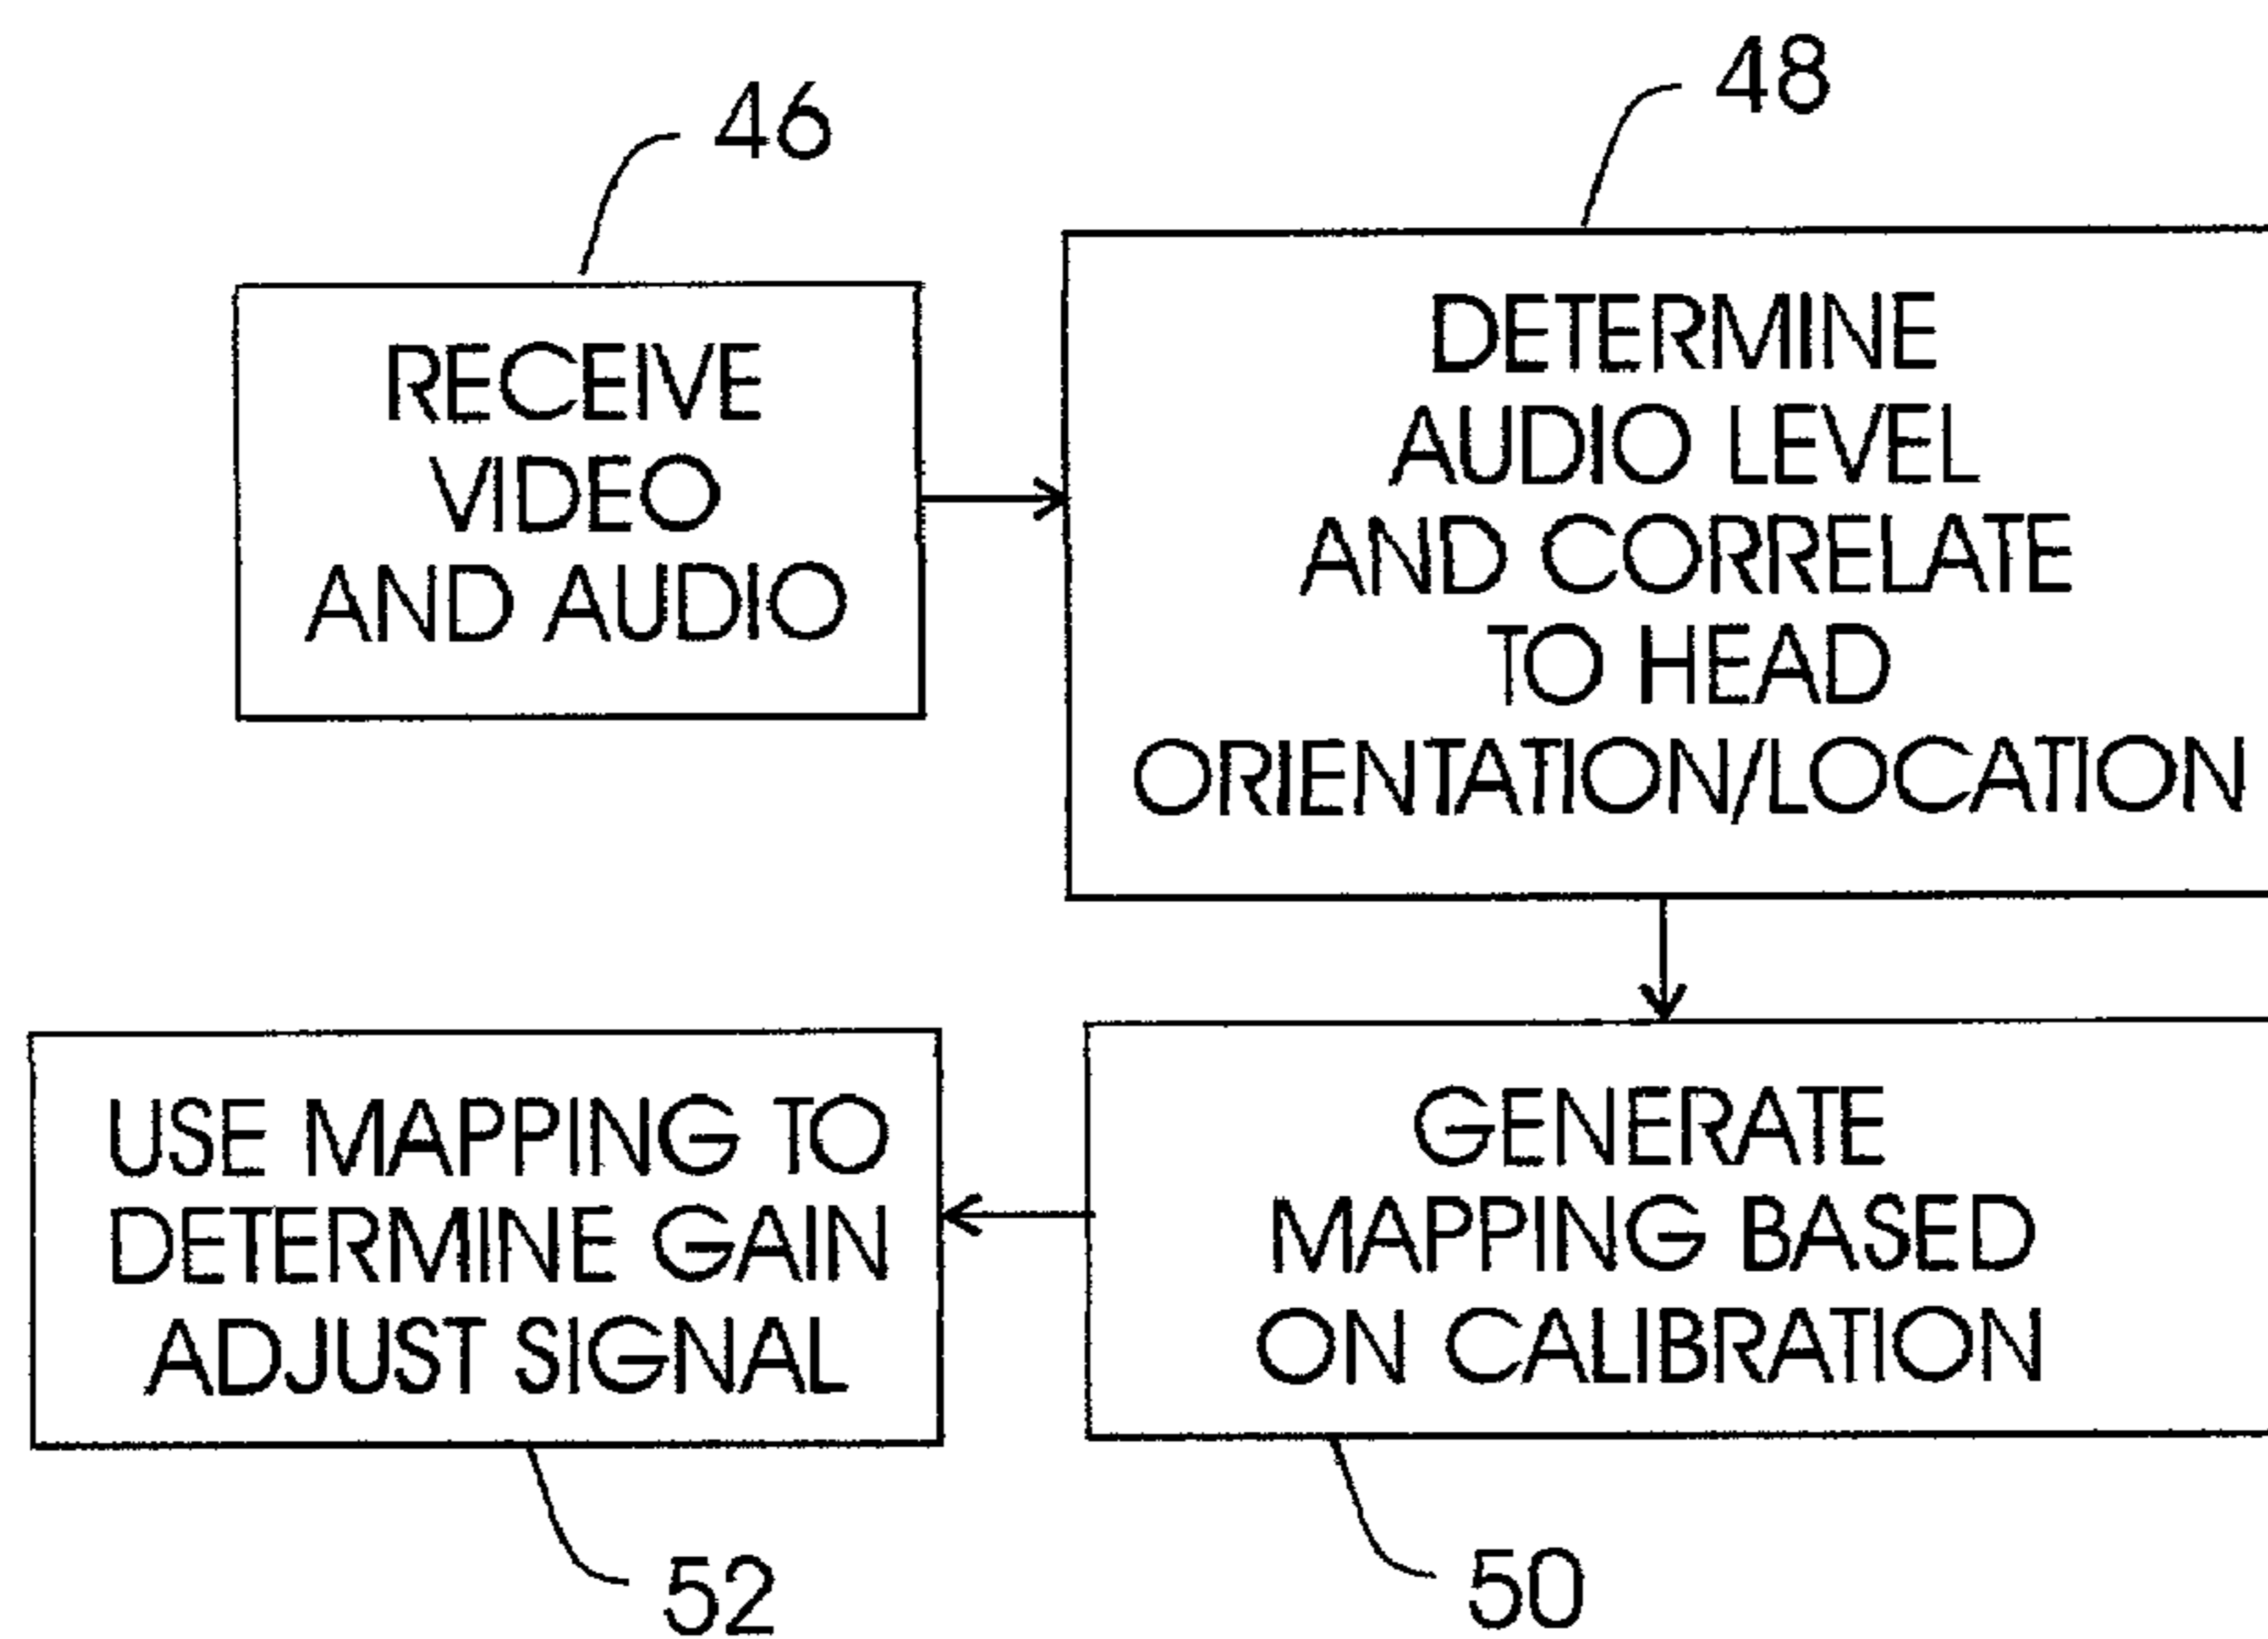 46
RECEIVE
VIDEO
AND AUDIO
48
DETERMINE
AUDIO LEVEL
AND CORRELATE
TO HEAD
ORIENTATION/LOCATION
GENERATE
MAPPING BASED
ON CALIBRATION
50
USE MAPPING TO
DETERMINE GAIN
ADJUST SIGNAL
52